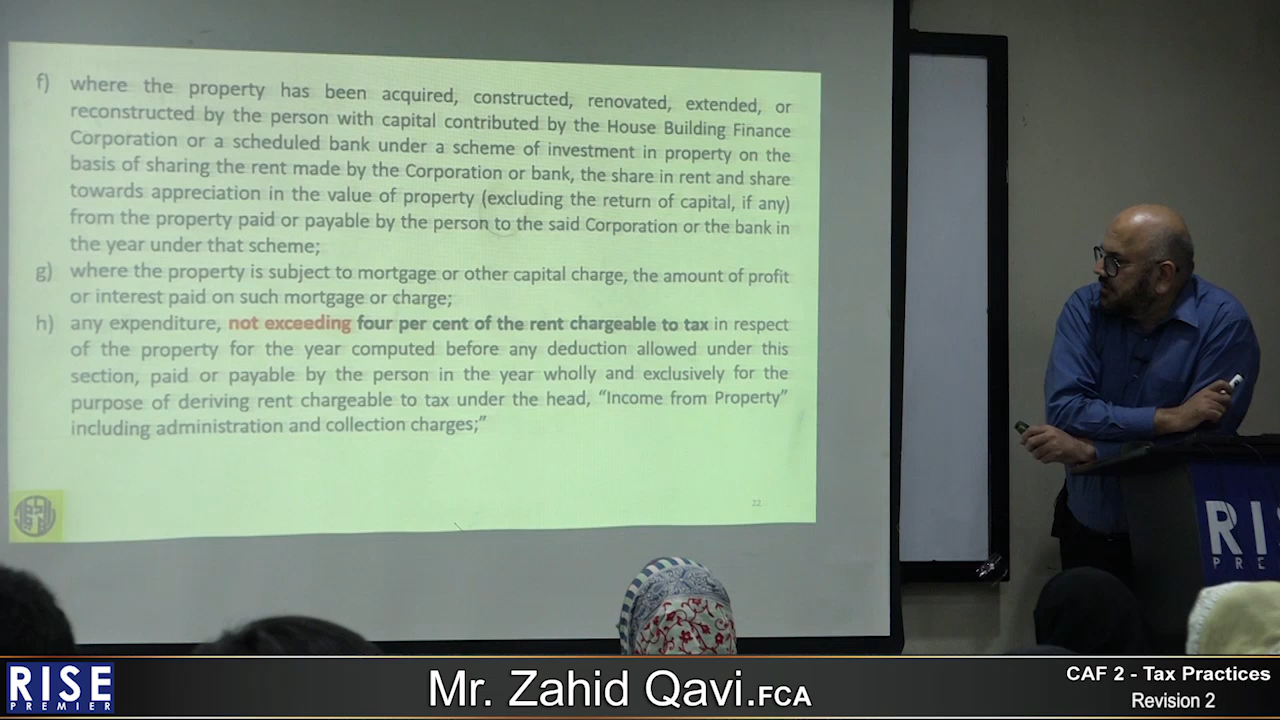 f) where the property has been acquired, constructed, renovated, extended, or
reconstructed by the person with capital contributed by the House Building Finance
Corporation or a scheduled bank under a scheme of investment in property on the
basis of sharing the rent made by the Corporation or bank, the share in rent and share
towards appreciation in the value of property (excluding the return of capital, if any)
from the property paid or payable by the person to the said Corporation or the bank in
the year under that scheme;
g) where the property is subject to mortgage or other capital charge, the amount of profit
or interest paid on such mortgage or charge;
h) any expenditure, not exceeding four per cent of the rent chargeable to tax in respect
of the property for the year computed before any deduction allowed under this
section, paid or payable by the person in the year wholly and exclusively for the
purpose of deriving rent chargeable to tax under the head, “Income from Property”
including administration and collection charges;”
22
RI
PRE
RISE
PREMIER
Mr. Zahid Qavi.FCA
CAF 2 - Tax Practices
Revision 2